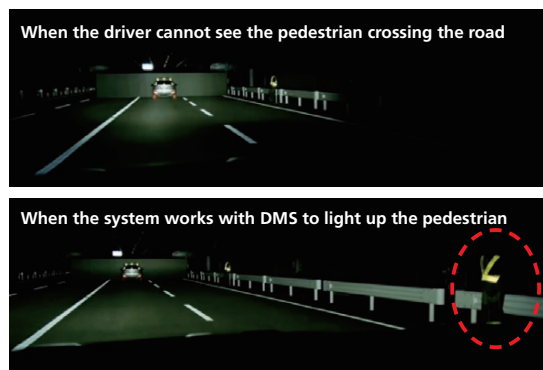 When the driver cannot see the pedestrian crossing the road
When the system works with DMS to light up the pedestrian